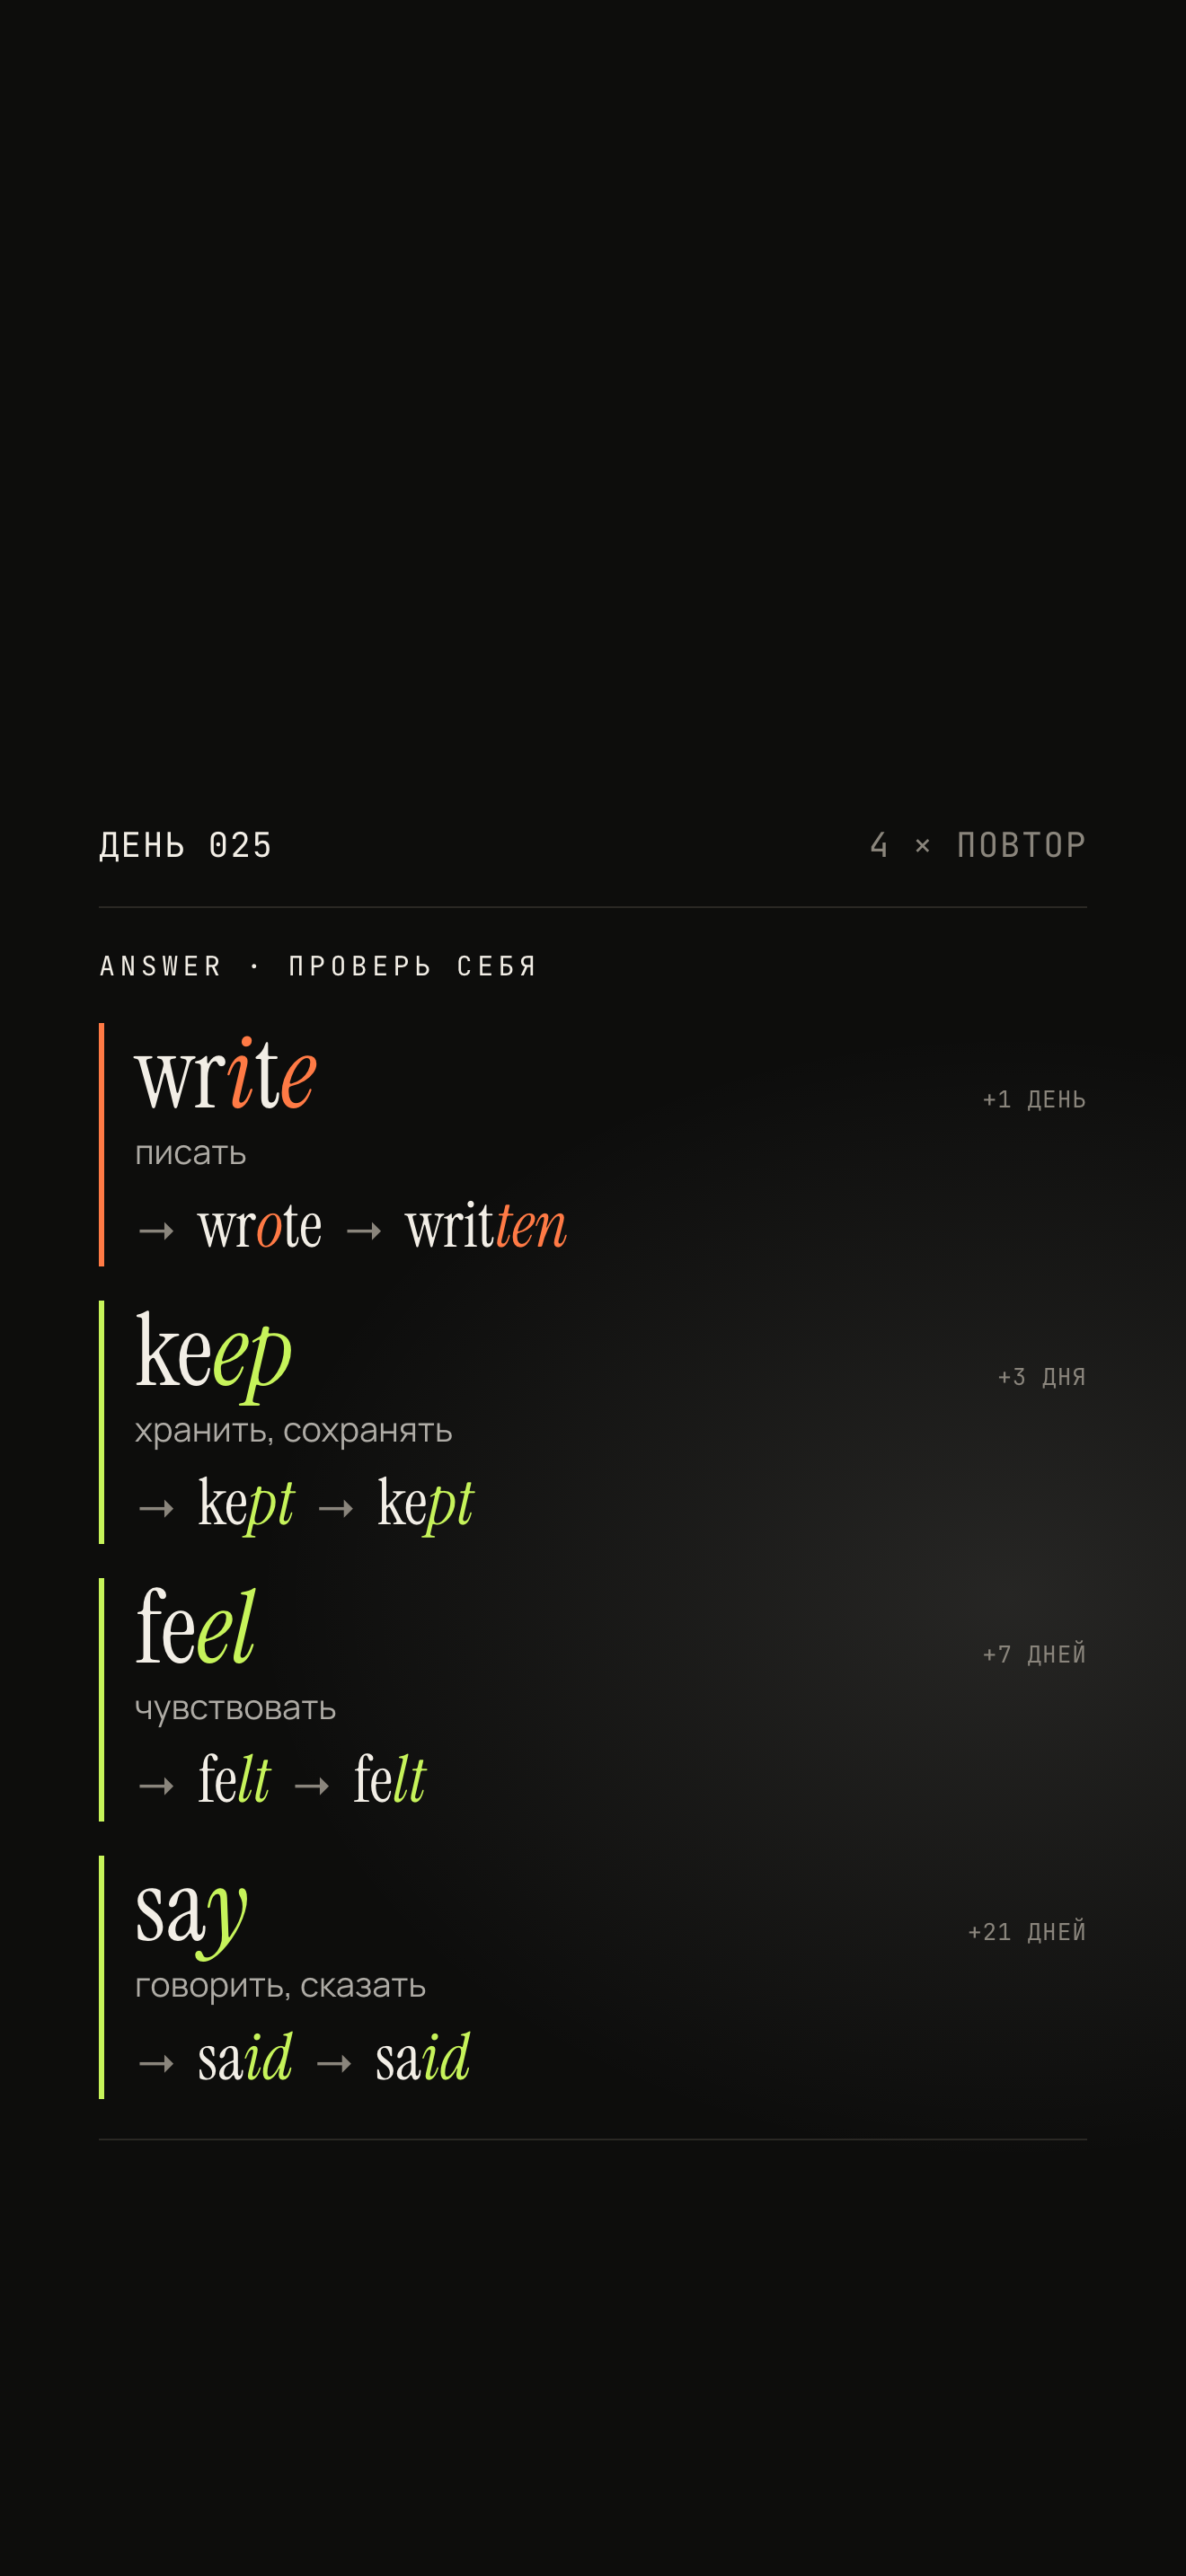 ДЕНЬ 025
4 × ПОВТОР
ANSWER · ПРОВЕРЬ СЕБЯ
write
+1 ДЕНЬ
писать
→ wrote → written
keep
+3 ДНЯ
хранить, сохранять
→ kept → kept
feel
+7 ДНЕЙ
чувствовать
→ felt → felt
say
+21 ДНЕЙ
говорить, сказать
→ said → said